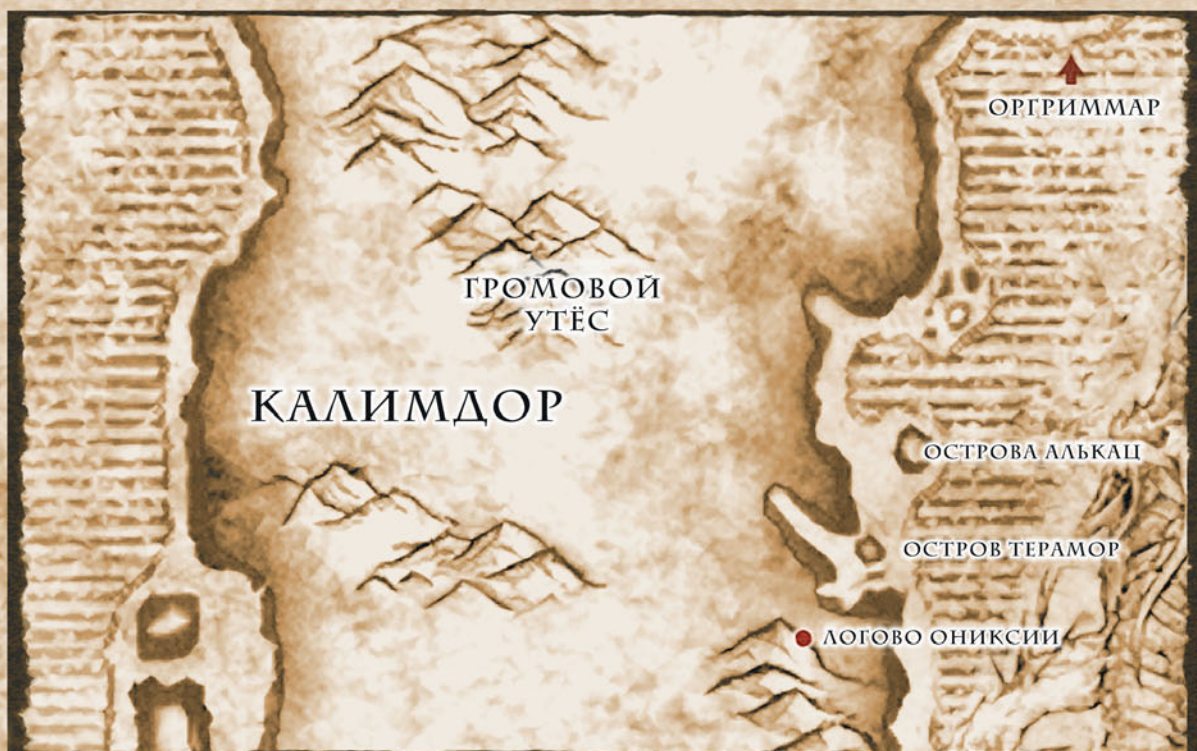 ОРГРИММАР
ГРОМОВОЙ
УТЁС
КАЛИМДОР
ОСТРОВА АЛЬКАЦ
ОСТРОВ ТЕРАМОР
ЛОГОВО ОНИКСИИ